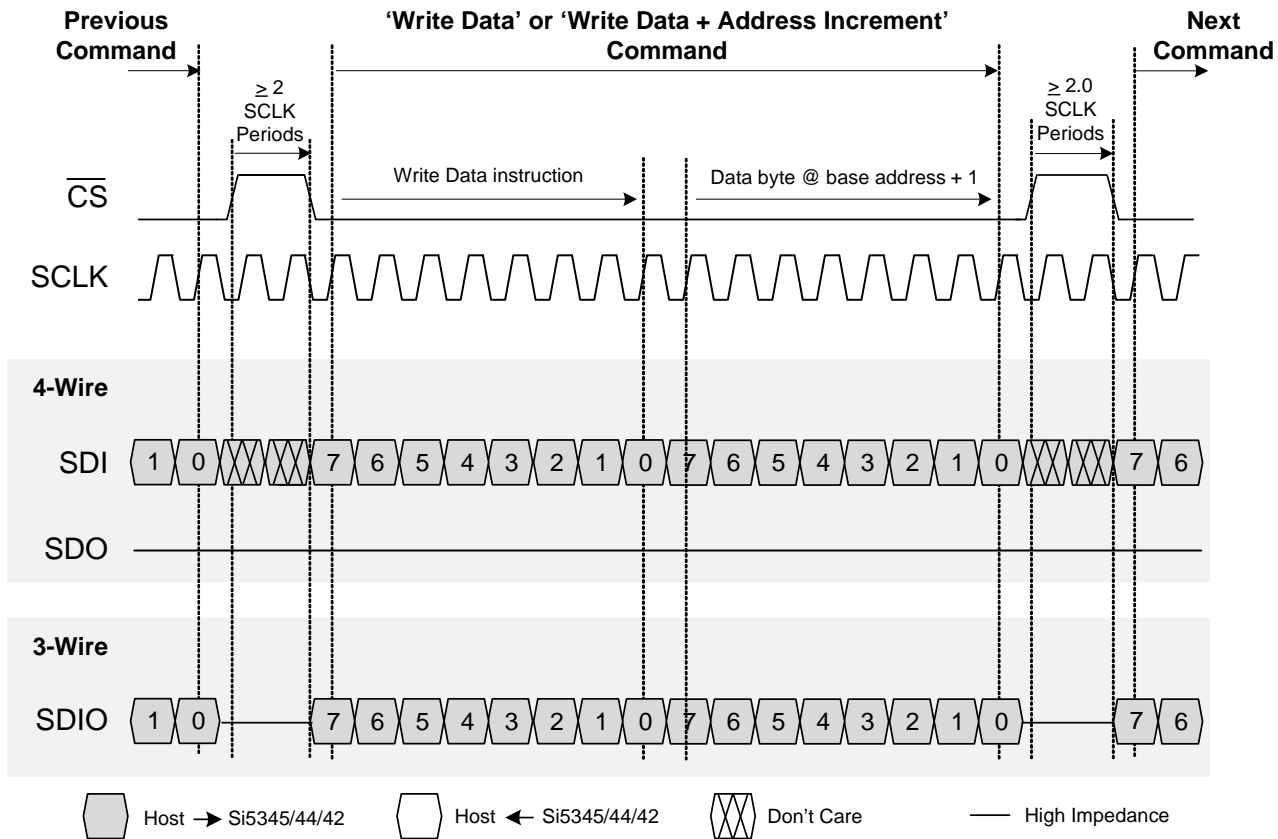 Previous Command
‘Write Data’ or ‘Write Data + Address Increment’ Command
Next Command
≥ 2
SCLK
Periods
≥ 2.0
SCLK
Periods
CS
Write Data instruction
Data byte @ base address + 1
SCLK
4-Wire
SDI 1 0 7 6 5 4 3 2 1 0 7 6 5 4 3 2 1 0 7 6
SDO
3-Wire
SDIO 1 0 7 6 5 4 3 2 1 0 7 6 5 4 3 2 1 0 7 6
Host → Si5345/44/42
Host ← Si5345/44/42
Don’t Care
High Impedance